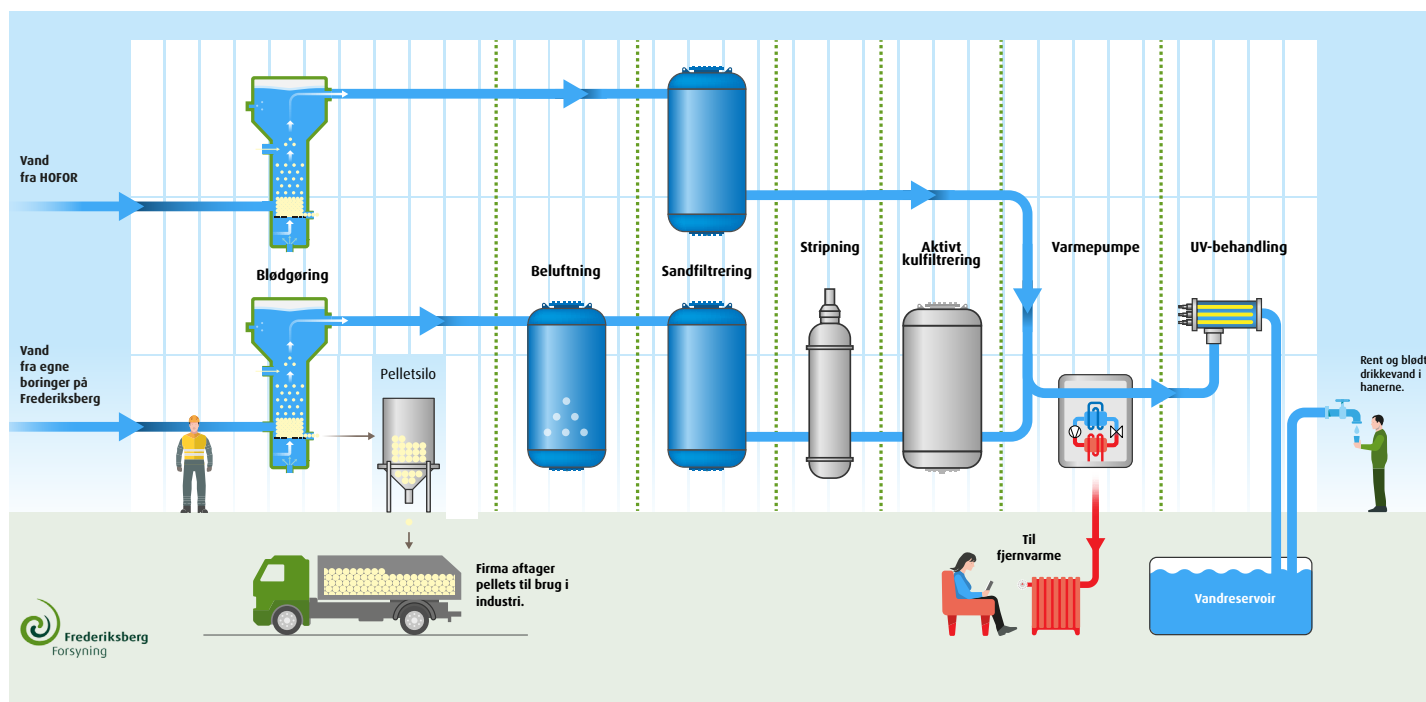 Vand
fra HOFOR
Blødgøring
Beluftning
Sandfiltrering
Stripning
Aktivt
kulfiltrering
Varmepumpe
UV-behandling
Vand
fra egne
boringer på
Frederiksberg
Pelletsilo
Rent og blødt
drikkevand i
hanerne.
Firma aftager
pellets til brug i
industri.
Til
fjernvarme
Vandreservoir
Frederiksberg
Forsyning